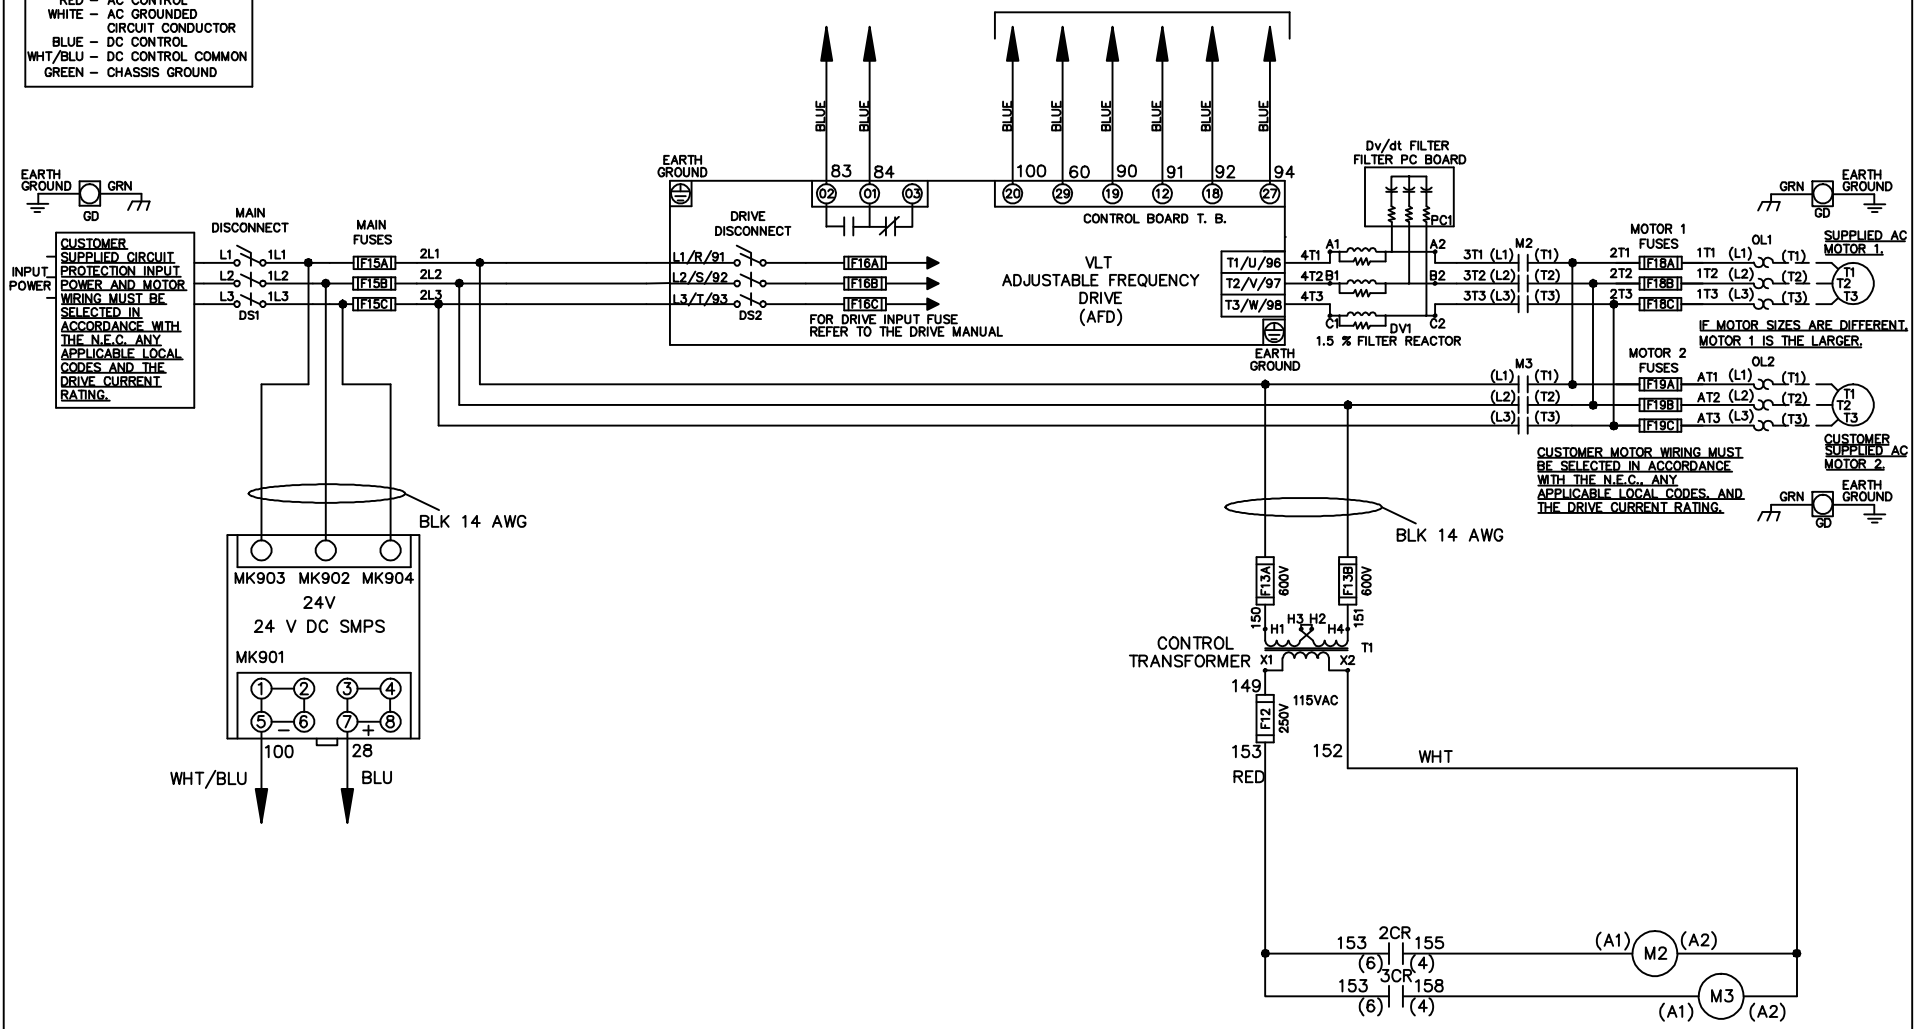 RED - AC CONTROL
WHITE - AC GROUNDED
CIRCUIT CONDUCTOR
BLUE - DC CONTROL
WHT/BLU - DC CONTROL COMMON
GREEN - CHASSIS GROUND
BLUE
BLUE
BLUE
BLUE
BLUE
BLUE
BLUE
BLUE
EARTH
GROUND
GRN
GD
EARTH
GROUND
83 84
02 01 03
100 60 90 91 92 94
20 29 19 12 18 27
CONTROL BOARD T. B.
Dv/dt FILTER
FILTER PC BOARD
PC1
GRN
EARTH
GROUND
GD
INPUT
POWER
CUSTOMER
SUPPLIED CIRCUIT
PROTECTION INPUT
POWER AND MOTOR
WIRING MUST BE
SELECTED IN
ACCORDANCE WITH
THE N.E.C. ANY
APPLICABLE LOCAL
CODES AND THE
DRIVE CURRENT
RATING.
MAIN
DISCONNECT
L1 1L1
L2 1L2
L3 1L3
DS1
MAIN
FUSES
F15A
F15B
F15C
2L1
2L2
2L3
DRIVE
DISCONNECT
L1/R/91
L2/S/92
L3/T/93
DS2
F16A
F16B
F16C
FOR DRIVE INPUT FUSE
REFER TO THE DRIVE MANUAL
VLT
ADJUSTABLE FREQUENCY
DRIVE
(AFD)
T1/U/96
T2/V/97
T3/W/98
EARTH
GROUND
4T1 A1 A2
4T2 B1 B2
4T3
C1 C2
DV1
1.5 % FILTER REACTOR
M2
3T1 (L1) (T1)
3T2 (L2) (T2)
3T3 (L3) (T3)
2T1
2T2
2T3
MOTOR 1
FUSES
F18A
F18B
F18C
OL1
1T1 (L1) (T1)
1T2 (L2) (T2)
1T3 (L3) (T3)
SUPPLIED AC
MOTOR 1.
T1
T2
T3
IF MOTOR SIZES ARE DIFFERENT,
MOTOR 1 IS THE LARGER.
M3
(L1) (T1)
(L2) (T2)
(L3) (T3)
MOTOR 2
FUSES
F19A
F19B
F19C
OL2
AT1 (L1) (T1)
AT2 (L2) (T2)
AT3 (L3) (T3)
T1
T2
T3
CUSTOMER
SUPPLIED AC
MOTOR 2.
CUSTOMER MOTOR WIRING MUST
BE SELECTED IN ACCORDANCE
WITH THE N.E.C., ANY
APPLICABLE LOCAL CODES, AND
THE DRIVE CURRENT RATING.
GRN
EARTH
GROUND
GD
BLK 14 AWG
MK903 MK902 MK904
24V
24 V DC SMPS
MK901
1 2 3 4
5 6 7 8
- +
100 28
WHT/BLU BLU
BLK 14 AWG
F13A
600V
F13B
600V
150
151
H1 H3 H2 H4
T1
CONTROL
TRANSFORMER
X1 X2
149
115VAC
F12
250V
153
RED
152
WHT
2CR
153 155
(6) (4)
(A1) M2 (A2)
3CR
153 158
(6) (4)
(A1) M3 (A2)